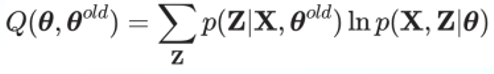 Q(θ, θ^old) = ∑_Z p(Z|X, θ^old) ln p(X, Z|θ)